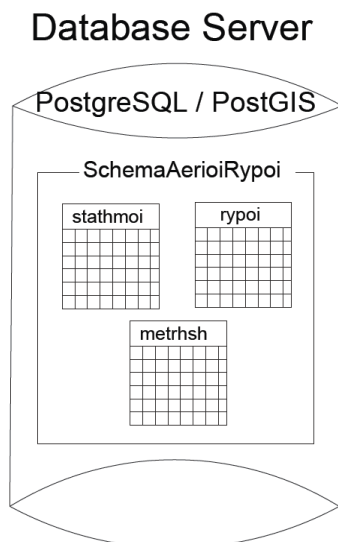 Database Server
PostgreSQL / PostGIS
SchemaAerioiRypoi
stathmoi
rypoi
metrhsh